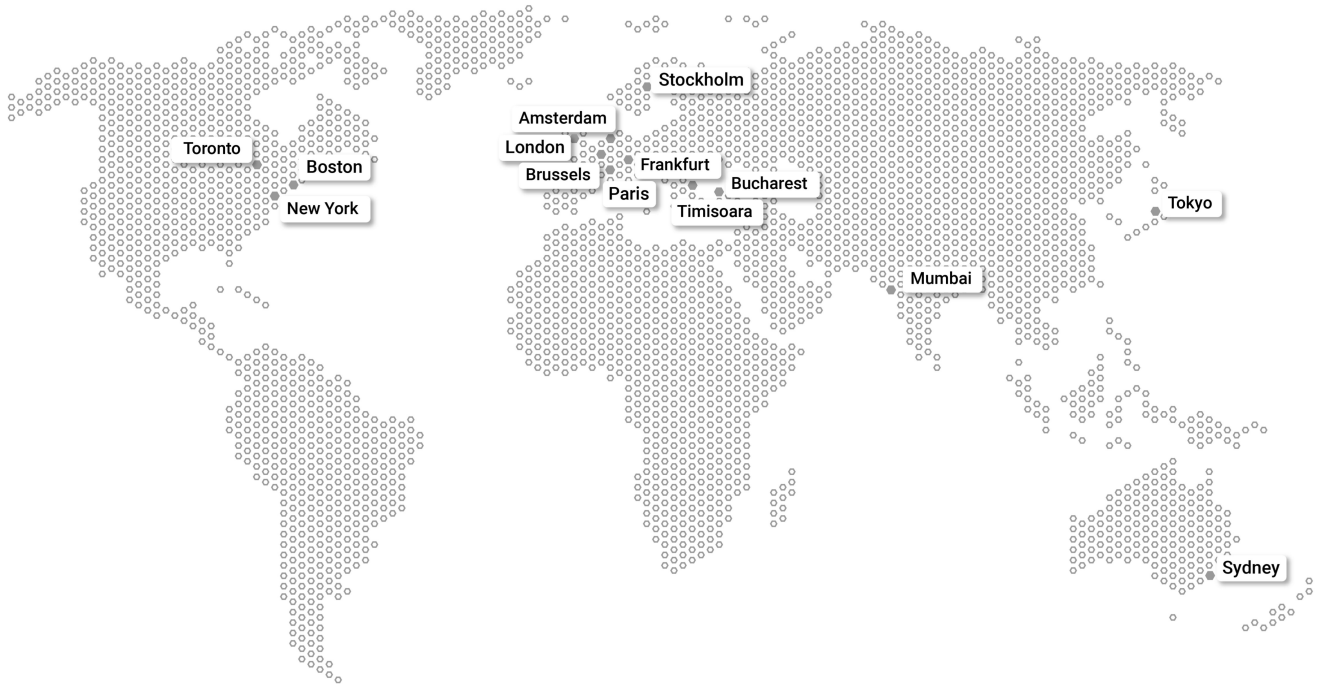 Stockholm
Amsterdam
Toronto
London
Boston
Frankfurt
Brussels
Bucharest
Paris
New York
Timisoara
Tokyo
Mumbai
Sydney